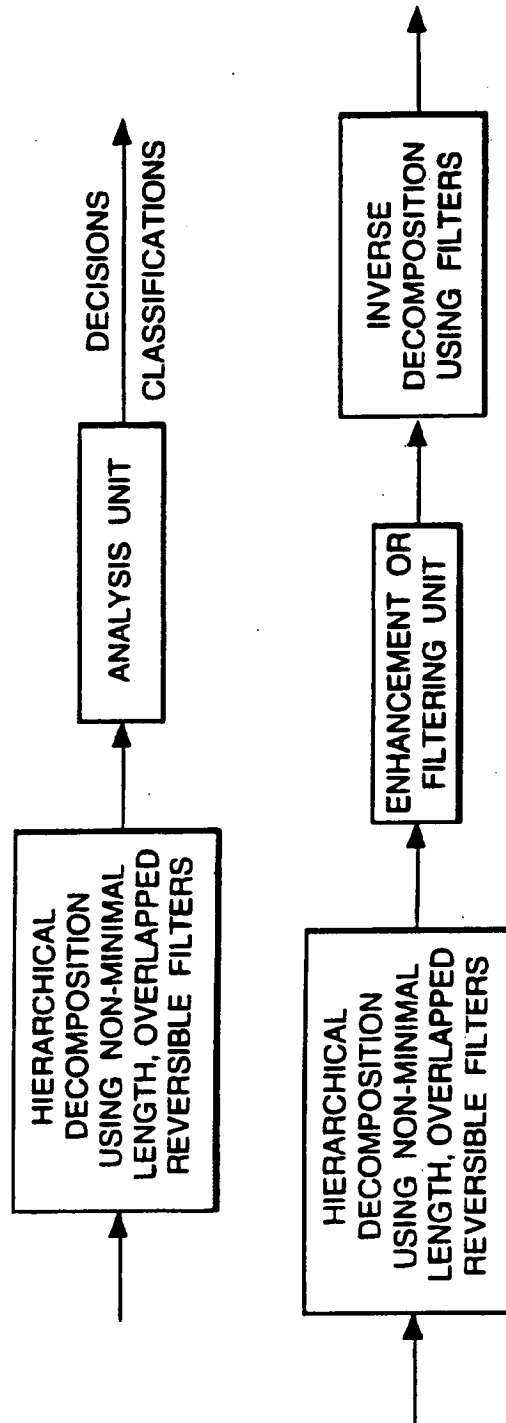 HIERARCHICAL
DECOMPOSITION
USING NON-MINIMAL
LENGTH, OVERLAPPED
REVERSIBLE FILTERS
ANALYSIS UNIT
DECISIONS
CLASSIFICATIONS
HIERARCHICAL
DECOMPOSITION
USING NON-MINIMAL
LENGTH, OVERLAPPED
REVERSIBLE FILTERS
ENHANCEMENT OR
FILTERING UNIT
INVERSE
DECOMPOSITION
USING FILTERS